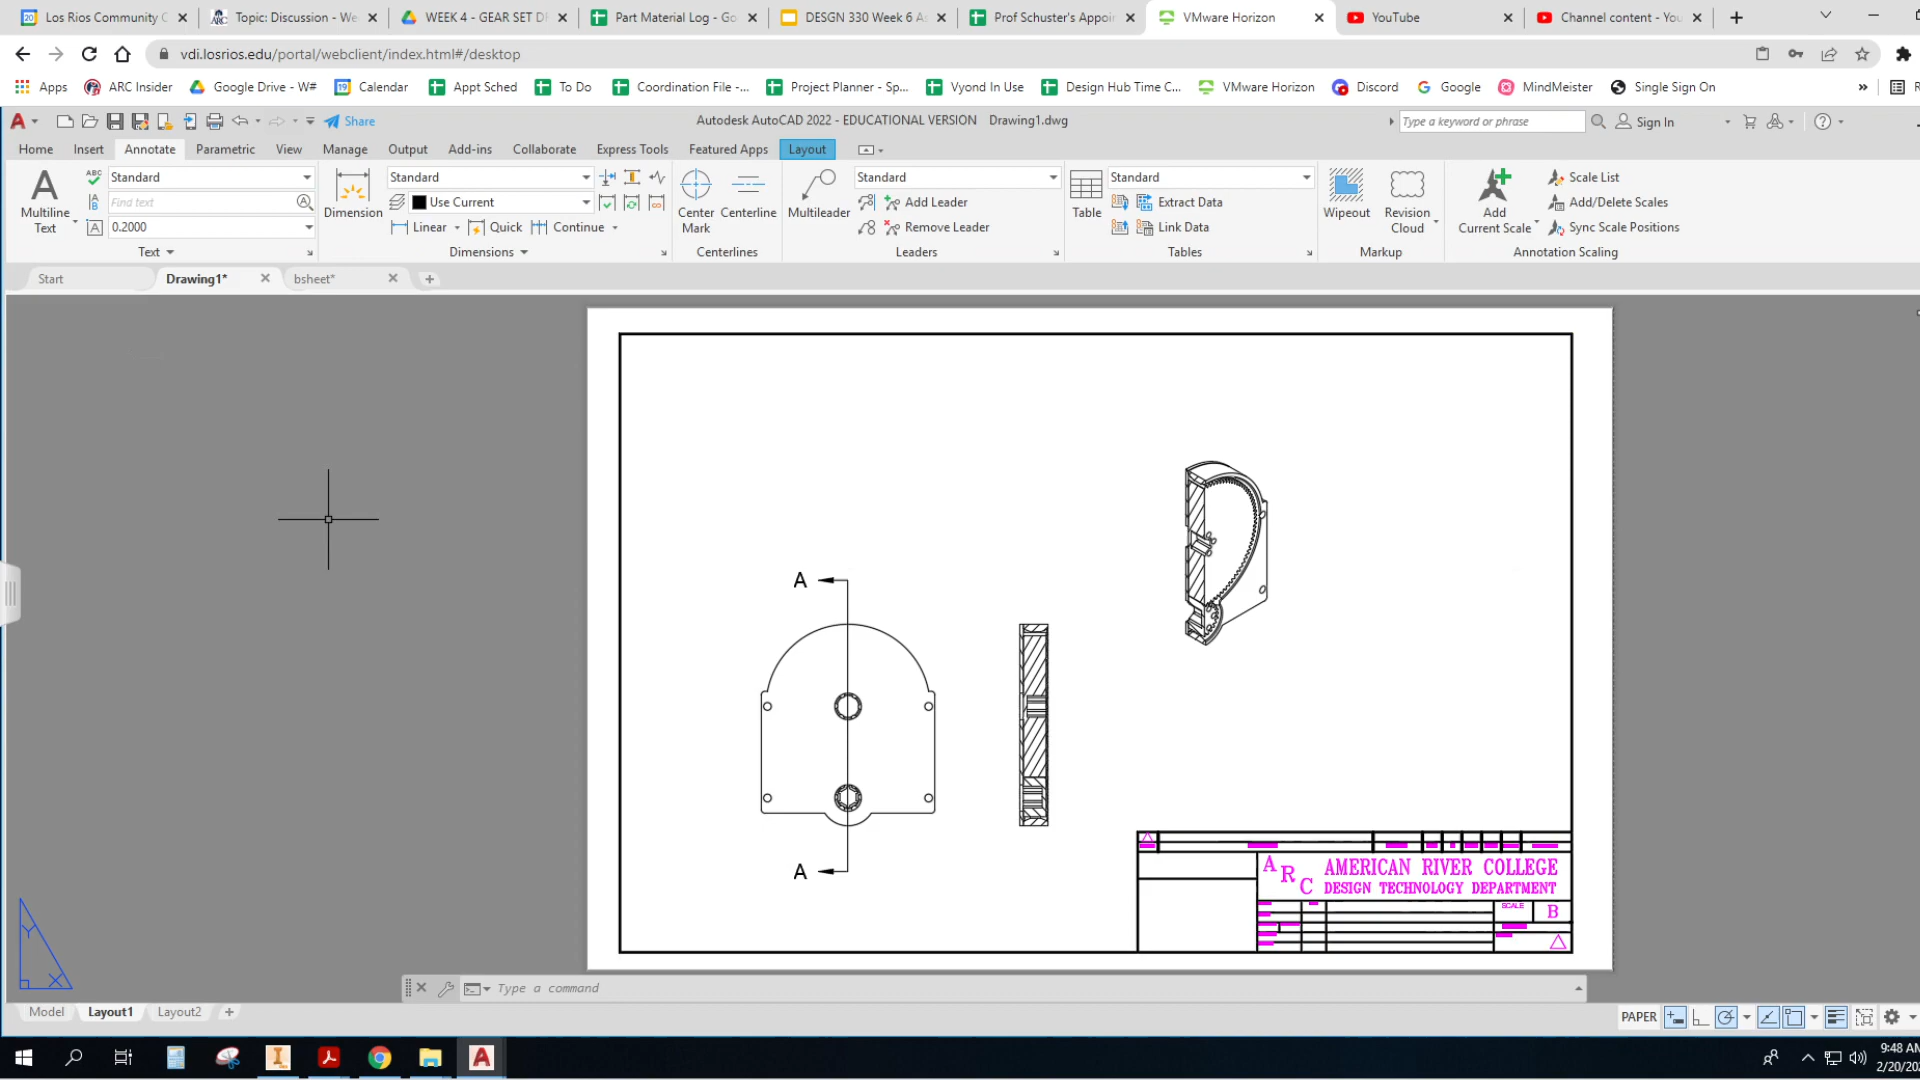 Los Rios Community C
Topic: Discussion - We
WEEK 4 - GEAR SET DF
Part Material Log - Go
DESGN 330 Week 6 As
Prof Schuster's Appoir
VMware Horizon
YouTube
Channel content - You
vdi.losrios.edu/portal/webclient/index.html#/desktop
Apps
ARC Insider
Google Drive - W#
Calendar
Appt Sched
To Do
Coordination File -...
Project Planner - Sp...
Vyond In Use
Design Hub Time C...
VMware Horizon
Discord
Google
MindMeister
Single Sign On
»
Share
Autodesk AutoCAD 2022 - EDUCATIONAL VERSION Drawing1.dwg
Type a keyword or phrase
Sign In
Home
Insert
Annotate
Parametric
View
Manage
Output
Add-ins
Collaborate
Express Tools
Featured Apps
Layout
Standard
Find text
0.2000
Multiline
Text
Text
Dimension
Standard
Use Current
Linear
Quick
Continue
Dimensions
Center
Mark
Centerline
Centerlines
Multileader
Standard
Add Leader
Remove Leader
Leaders
Table
Standard
Extract Data
Link Data
Tables
Wipeout
Revision
Cloud
Markup
Add
Current Scale
Scale List
Add/Delete Scales
Sync Scale Positions
Annotation Scaling
Start
Drawing1*
bsheet*
A
A
ARC
AMERICAN RIVER COLLEGE
DESIGN TECHNOLOGY DEPARTMENT
SCALE
B
Y
X
Type a command
Model
Layout1
Layout2
PAPER
9:48 AM
2/20/20